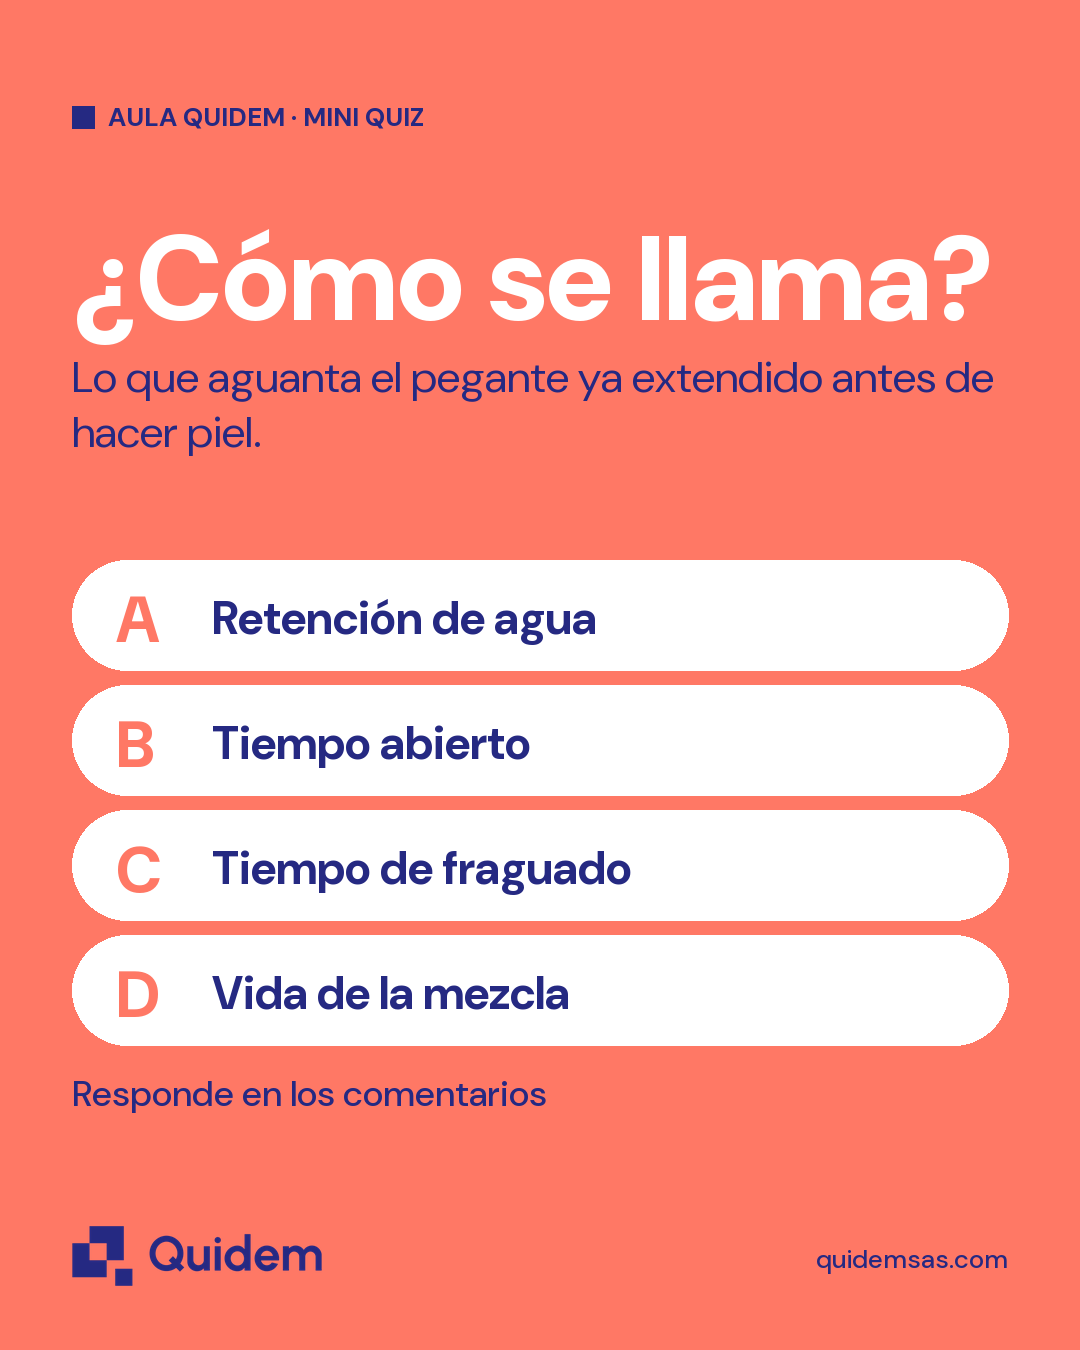 AULA QUIDEM · MINI QUIZ
¿Cómo se llama?
Lo que aguanta el pegante ya extendido antes de
hacer piel.
A Retención de agua
B Tiempo abierto
C Tiempo de fraguado
D Vida de la mezcla
Responde en los comentarios
Quidem
quidemsas.com